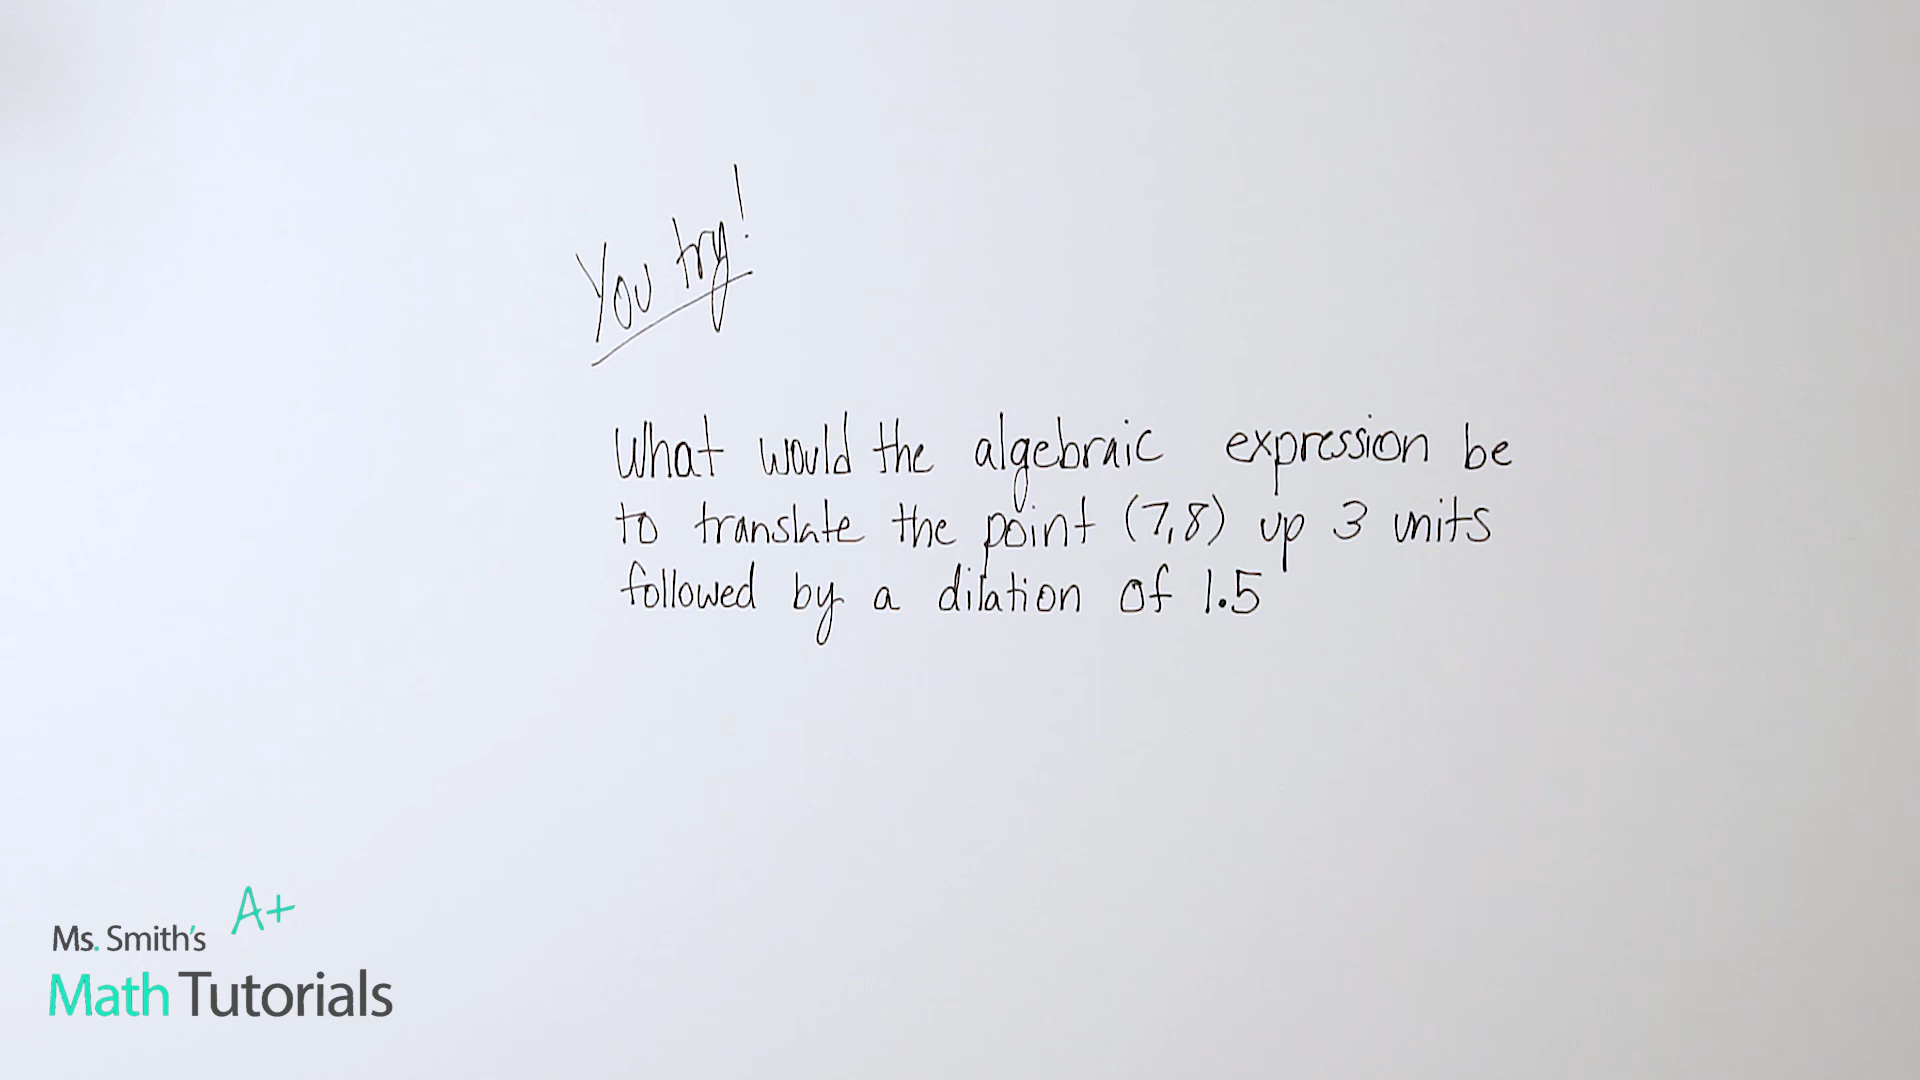 You try!
What would the algebraic expression be
to translate the point (7,8) up 3 units
followed by a dilation of 1.5
A+
Ms. Smith's
Math Tutorials